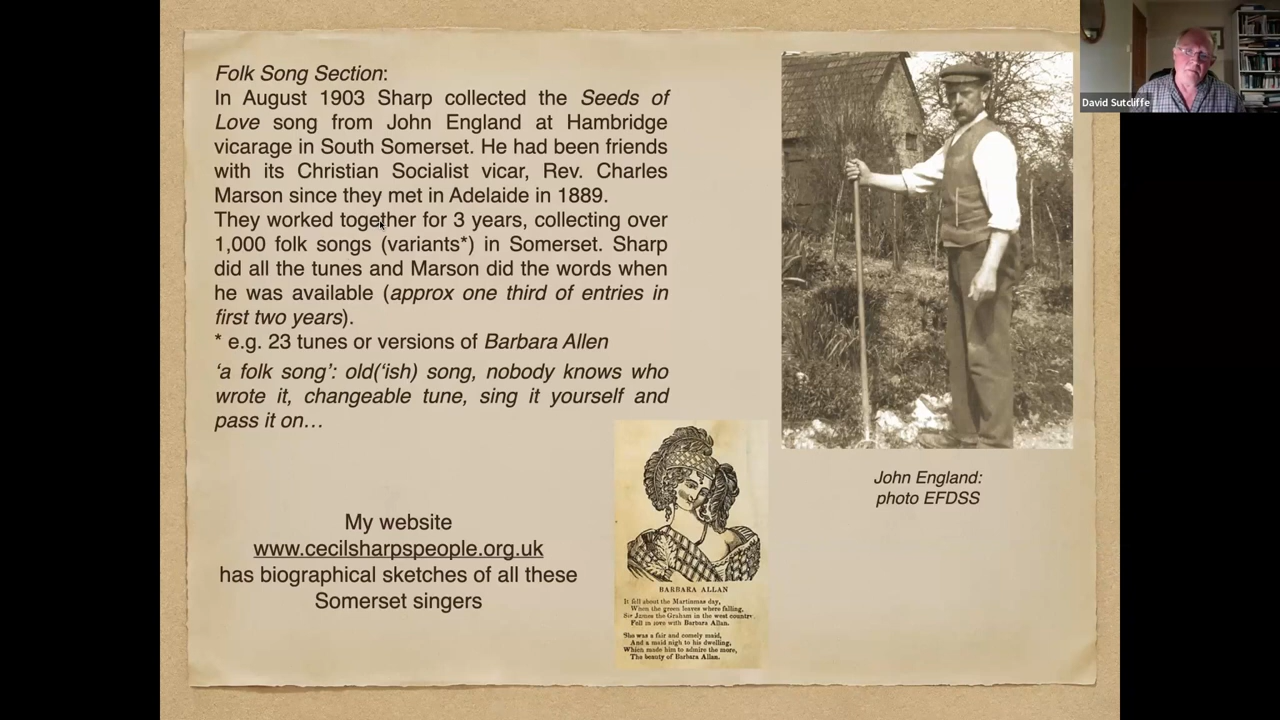 Folk Song Section:
In August 1903 Sharp collected the Seeds of
Love song from John England at Hambridge
vicarage in South Somerset. He had been friends
with its Christian Socialist vicar, Rev. Charles
Marson since they met in Adelaide in 1889.
They worked together for 3 years, collecting over
1,000 folk songs (variants*) in Somerset. Sharp
did all the tunes and Marson did the words when
he was available (approx one third of entries in
first two years).
* e.g. 23 tunes or versions of Barbara Allen
‘a folk song’: old(‘ish) song, nobody knows who
wrote it, changeable tune, sing it yourself and
pass it on…
My website
www.cecilsharpspeople.org.uk
has biographical sketches of all these
Somerset singers
BARBARA ALLAN
It fell about the Martinmas day,
When the green leaves where falling,
Sir James the Graham in the west country
Fell in love with Barbara Allan.
She was a fair and comely maid,
And a maid nigh to his dwelling,
Which made him to admire the more,
The beauty of Barbara Allan.
John England:
photo EFDSS
David Sutcliffe